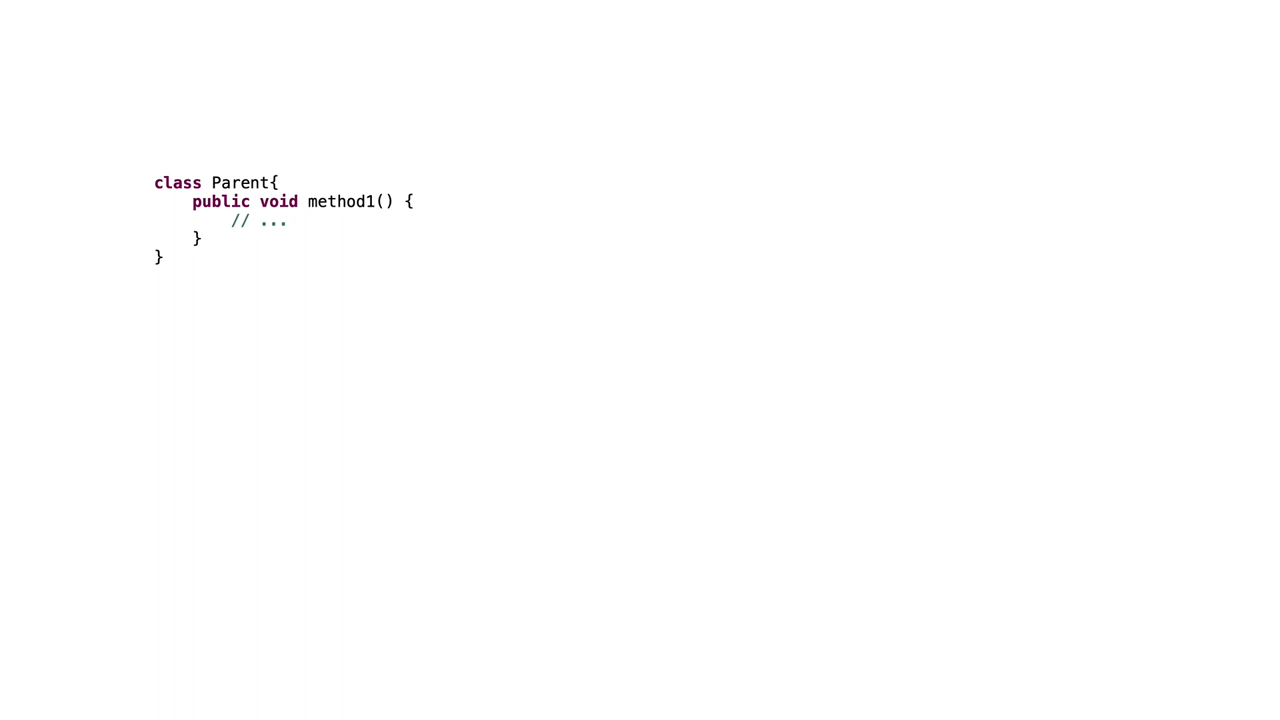 class Parent{
    public void method1() {
        // ...
    }
}